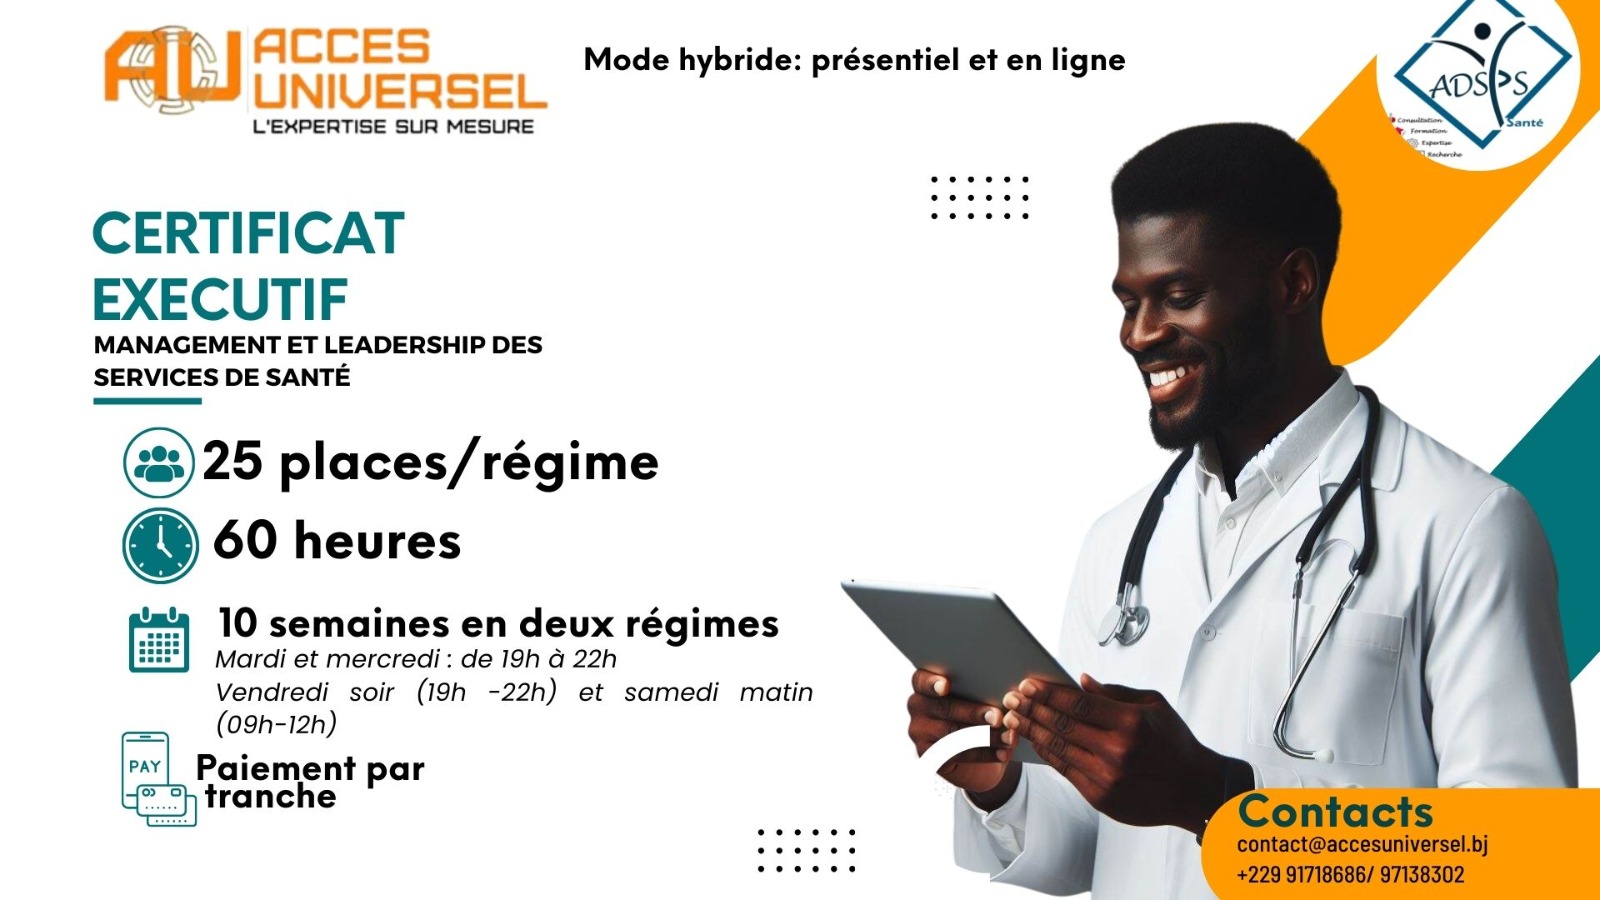 ACCES
UNIVERSEL
L'EXPERTISE SUR MESURE
Mode hybride: présentiel et en ligne
ADSPS
Santé
Consultation
Formation
Expertise
Recherche
CERTIFICAT
EXECUTIF
MANAGEMENT ET LEADERSHIP DES
SERVICES DE SANTÉ
25 places/régime
60 heures
10 semaines en deux régimes
Mardi et mercredi : de 19h à 22h
Vendredi soir (19h -22h) et samedi matin
(09h-12h)
PAY
Paiement par
tranche
Contacts
contact@accesuniversel.bj
+229 91718686/ 97138302